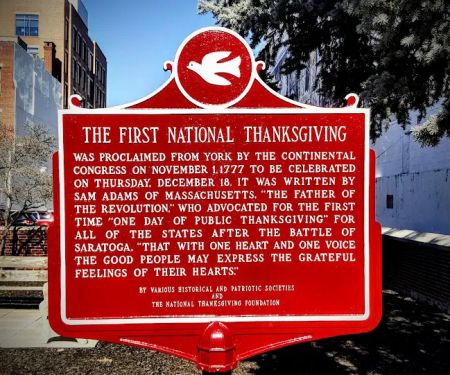 THE FIRST NATIONAL THANKSGIVING
WAS PROCLAIMED FROM YORK BY THE CONTINENTAL
CONGRESS ON NOVEMBER 1,1777 TO BE CELEBRATED
ON THURSDAY, DECEMBER 18. IT WAS WRITTEN BY
SAM ADAMS OF MASSACHUSETTS, "THE FATHER OF
THE REVOLUTION," WHO ADVOCATED FOR THE FIRST
TIME "ONE DAY OF PUBLIC THANKSGIVING" FOR
ALL OF THE STATES AFTER THE BATTLE OF
SARATOGA. "THAT WITH ONE HEART AND ONE VOICE
THE GOOD PEOPLE MAY EXPRESS THE GRATEFUL
FEELINGS OF THEIR HEARTS."
BY VARIOUS HISTORICAL AND PATRIOTIC SOCIETIES
AND
THE NATIONAL THANKSGIVING FOUNDATION